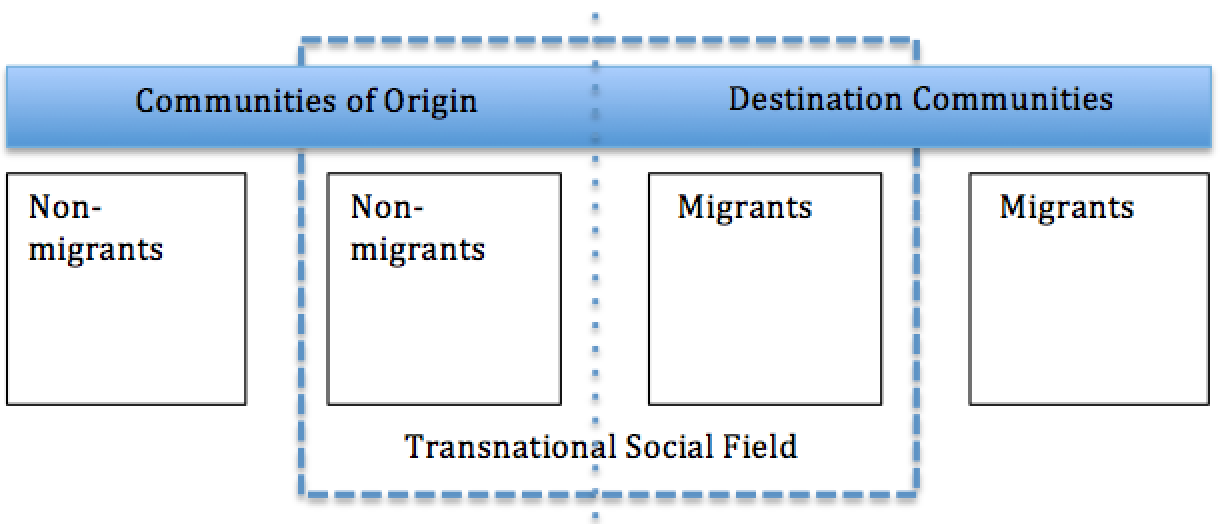 Communities of Origin
Destination Communities
Non-
migrants
Non-
migrants
Migrants
Migrants
Transnational Social Field